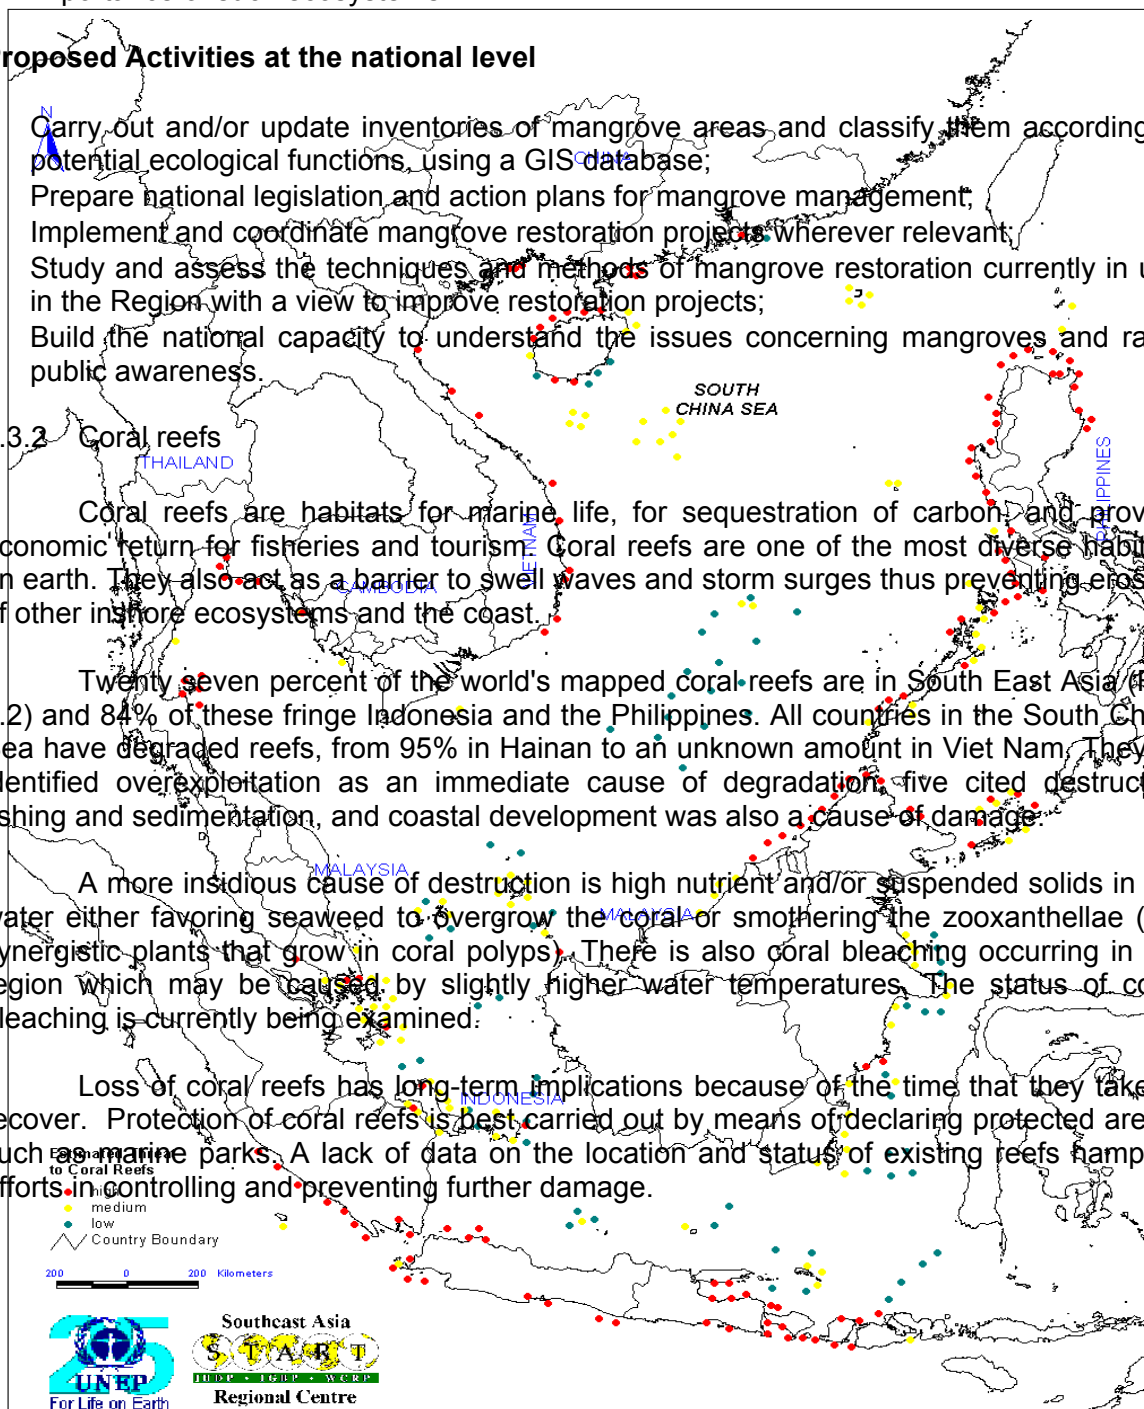 Proposed Activities at the national level
N
Carry out and/or update inventories of mangrove areas and classify them according
potential ecological functions, using a GIS database;
CHINA
Prepare national legislation and action plans for mangrove management;
Implement and coordinate mangrove restoration projects wherever relevant;
Study and assess the techniques and methods of mangrove restoration currently in u
in the Region with a view to improve restoration projects;
Build the national capacity to understand the issues concerning mangroves and ra
public awareness.
SOUTH
CHINA SEA
.3.2 Coral reefs
THAILAND
PHILIPPINES
VIETNAM
Coral reefs are habitats for marine life, for sequestration of carbon, and prov
conomic return for fisheries and tourism. Coral reefs are one of the most diverse habit
n earth. They also act as a barrier to swell waves and storm surges thus preventing eros
CAMBODIA
f other inshore ecosystems and the coast.
Twenty seven percent of the world's mapped coral reefs are in South East Asia (F
.2) and 84% of these fringe Indonesia and the Philippines. All countries in the South Ch
ea have degraded reefs, from 95% in Hainan to an unknown amount in Viet Nam. They
dentified overexploitation as an immediate cause of degradation, five cited destruct
shing and sedimentation, and coastal development was also a cause of damage.
MALAYSIA
A more insidious cause of destruction is high nutrient and/or suspended solids in
ater either favoring seaweed to overgrow the coral or smothering the zooxanthellae (
MALAYSIA
ynergistic plants that grow in coral polyps). There is also coral bleaching occurring in
egion which may be caused by slightly higher water temperatures. The status of co
leaching is currently being examined.
Loss of coral reefs has long-term implications because of the time that they take
INDONESIA
ecover. Protection of coral reefs is best carried out by means of declaring protected are
uch as marine parks. A lack of data on the location and status of existing reefs hamp
fforts in controlling and preventing further damage.
Estimated Threat
to Coral Reefs
high
medium
low
Country Boundary
200 0 200 Kilometers
25
UNEP
For Life on Earth
Southeast Asia
START
IHDP • IGBP • WCRP
Regional Centre